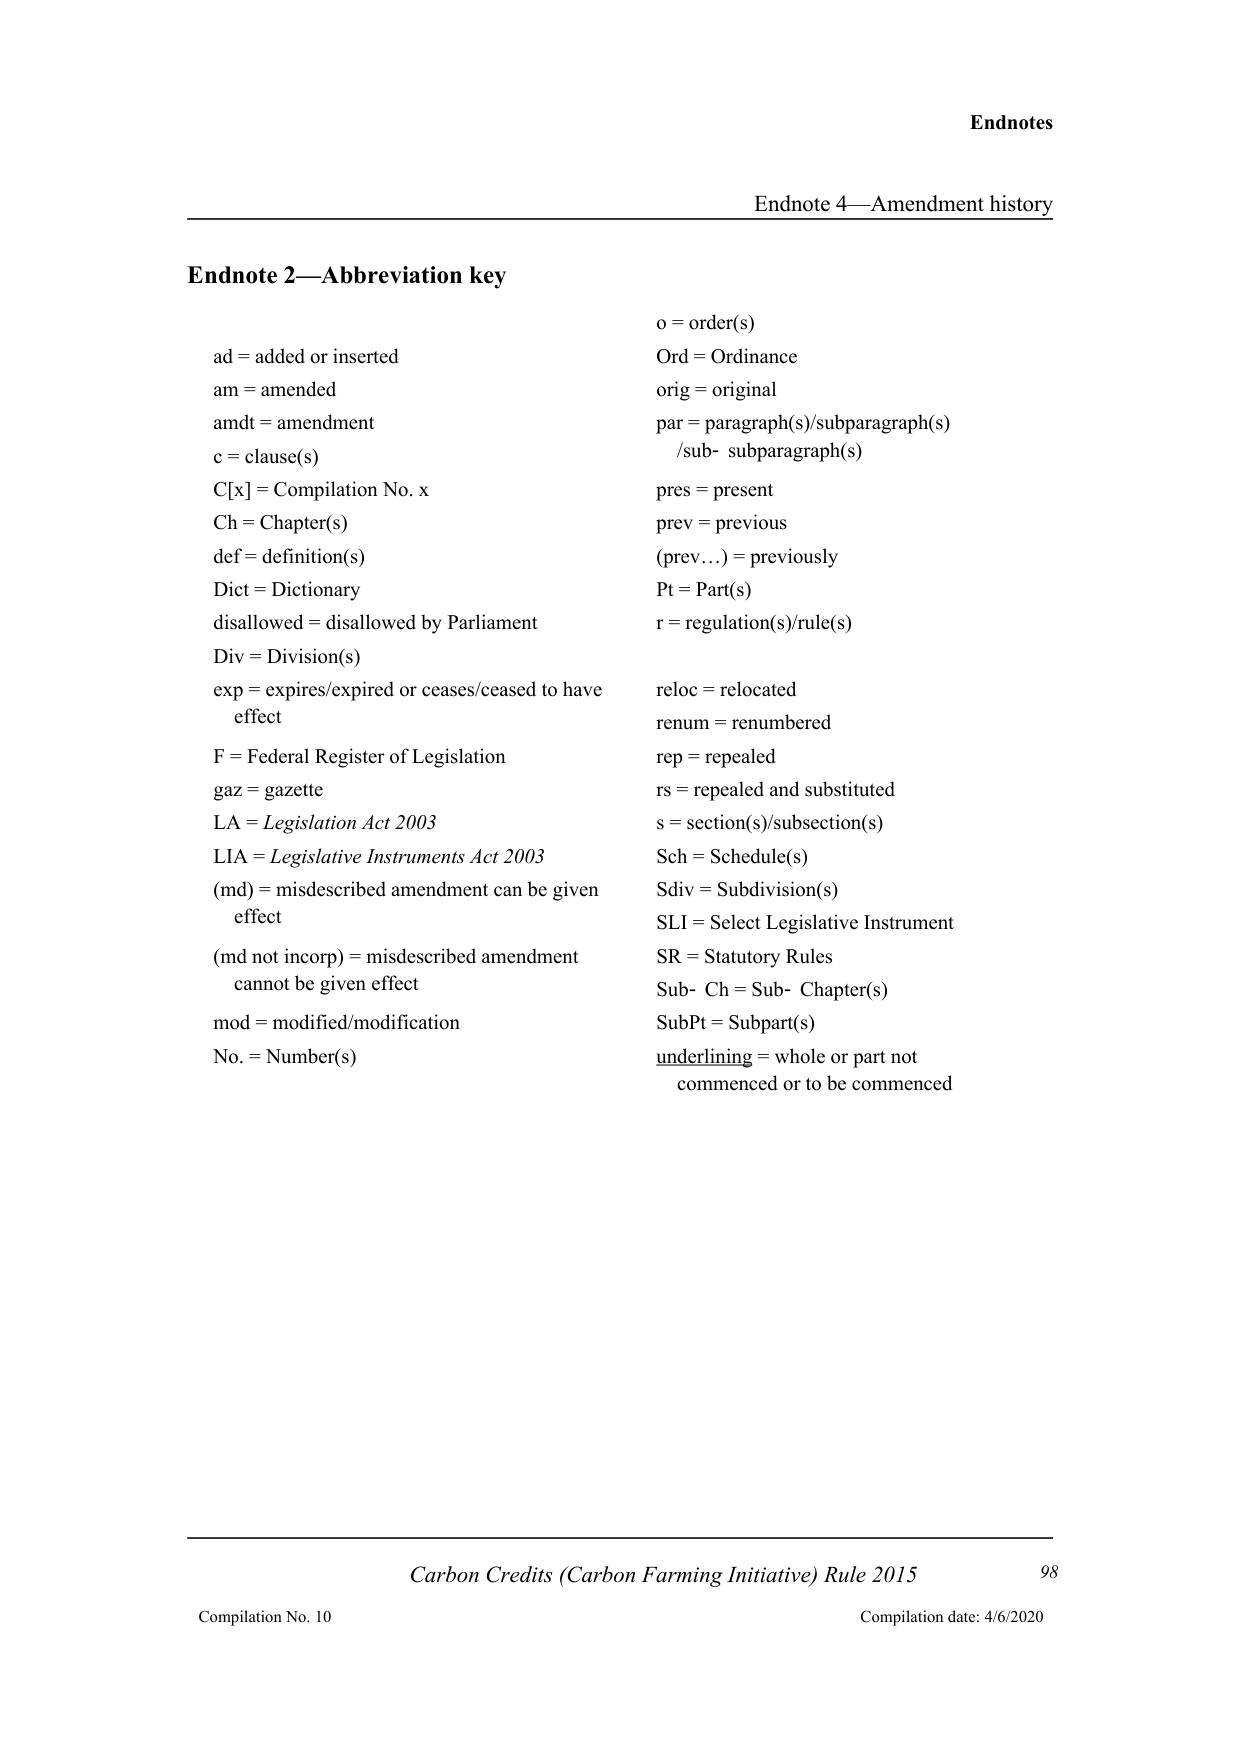 Endnotes
Endnote 4—Amendment history
Endnote 2—Abbreviation key
ad = added or inserted
am = amended
amdt = amendment
c = clause(s)
C[x] = Compilation No. x
Ch = Chapter(s)
def = definition(s)
Dict = Dictionary
disallowed = disallowed by Parliament
Div = Division(s)
exp = expires/expired or ceases/ceased to have
effect
F = Federal Register of Legislation
gaz = gazette
LA = Legislation Act 2003
LIA = Legislative Instruments Act 2003
(md) = misdescribed amendment can be given
effect
(md not incorp) = misdescribed amendment
cannot be given effect
mod = modified/modification
No. = Number(s)
o = order(s)
Ord = Ordinance
orig = original
par = paragraph(s)/subparagraph(s)
/sub- subparagraph(s)
pres = present
prev = previous
(prev…) = previously
Pt = Part(s)
r = regulation(s)/rule(s)
reloc = relocated
renum = renumbered
rep = repealed
rs = repealed and substituted
s = section(s)/subsection(s)
Sch = Schedule(s)
Sdiv = Subdivision(s)
SLI = Select Legislative Instrument
SR = Statutory Rules
Sub- Ch = Sub- Chapter(s)
SubPt = Subpart(s)
underlining = whole or part not
commenced or to be commenced
Carbon Credits (Carbon Farming Initiative) Rule 2015
98
Compilation No. 10
Compilation date: 4/6/2020